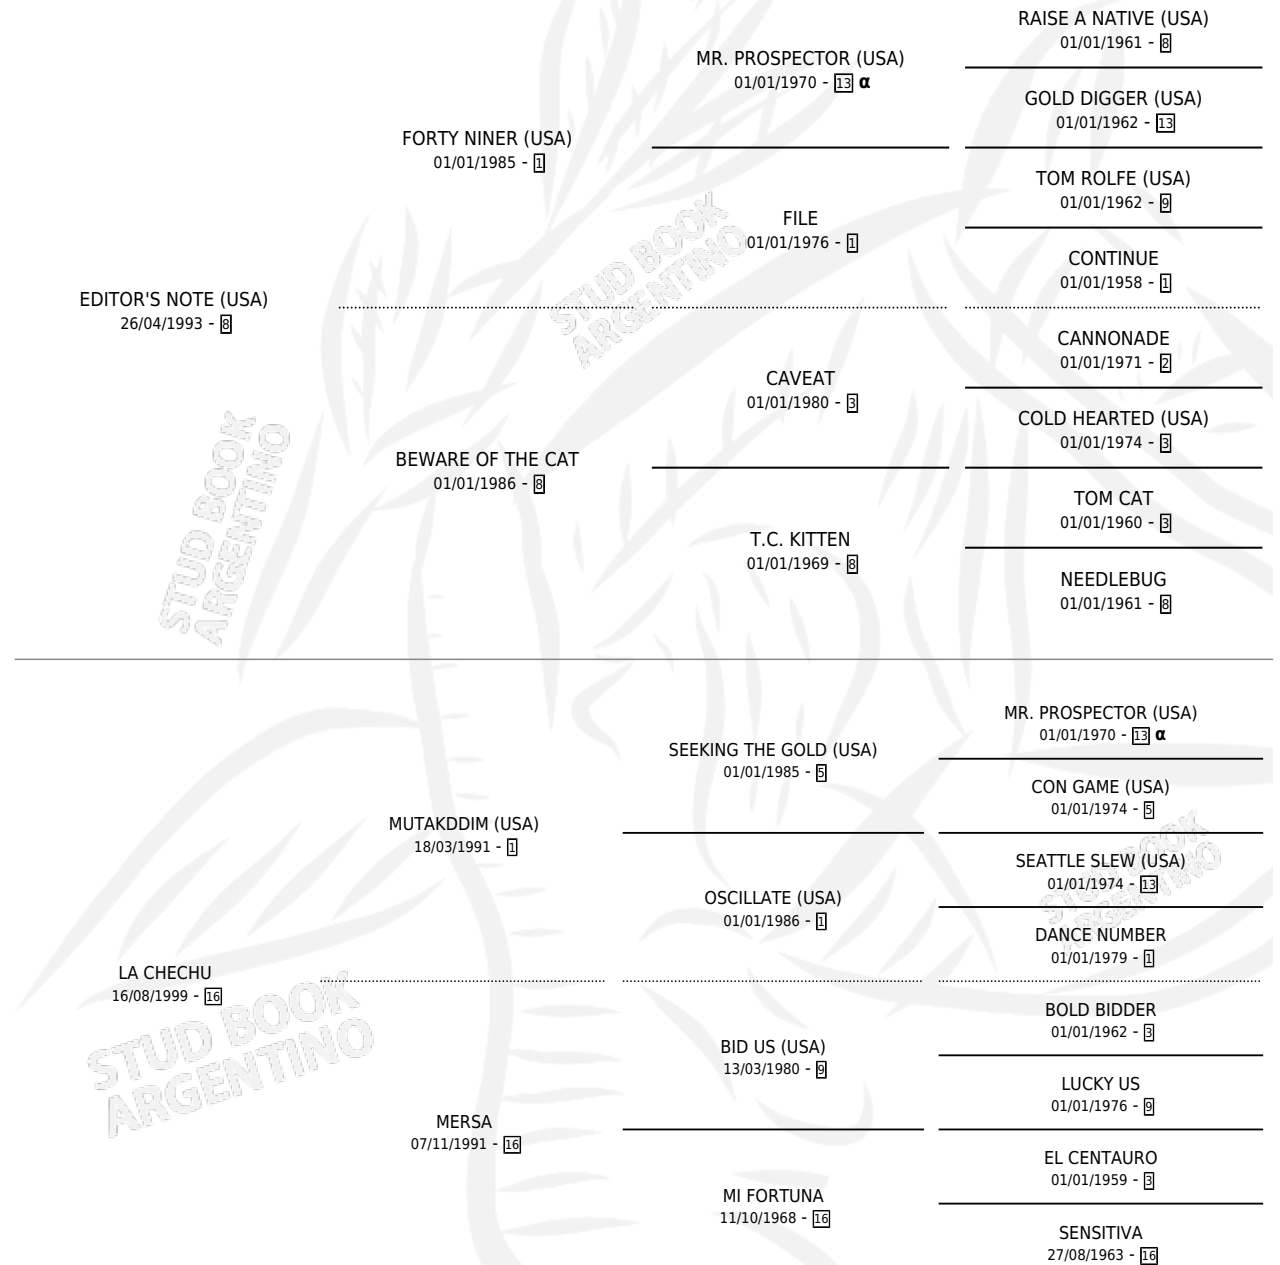 RAISE A NATIVE (USA)
01/01/1961 - 8
MR. PROSPECTOR (USA)
01/01/1970 - 13 α
GOLD DIGGER (USA)
01/01/1962 - 13
FORTY NINER (USA)
01/01/1985 - 1
TOM ROLFE (USA)
01/01/1962 - 9
FILE
01/01/1976 - 1
CONTINUE
01/01/1958 - 1
EDITOR'S NOTE (USA)
26/04/1993 - 8
CANNONADE
01/01/1971 - 2
CAVEAT
01/01/1980 - 3
COLD HEARTED (USA)
01/01/1974 - 3
BEWARE OF THE CAT
01/01/1986 - 8
TOM CAT
01/01/1960 - 3
T.C. KITTEN
01/01/1969 - 8
NEEDLEBUG
01/01/1961 - 8
MR. PROSPECTOR (USA)
01/01/1970 - 13 α
SEEKING THE GOLD (USA)
01/01/1985 - 5
CON GAME (USA)
01/01/1974 - 5
MUTAKDDIM (USA)
18/03/1991 - 1
SEATTLE SLEW (USA)
01/01/1974 - 13
OSCILLATE (USA)
01/01/1986 - 1
DANCE NUMBER
01/01/1979 - 1
LA CHECHU
16/08/1999 - 16
BOLD BIDDER
01/01/1962 - 3
BID US (USA)
13/03/1980 - 9
LUCKY US
01/01/1976 - 9
MERSA
07/11/1991 - 16
EL CENTAURO
01/01/1959 - 3
MI FORTUNA
11/10/1968 - 16
SENSITIVA
27/08/1963 - 16
STUD BOOK
ARGENTINO
STUD BOOK
ARGENTINO
STUD BOOK
ARGENTINO
STUD BOOK
ARGENTINO